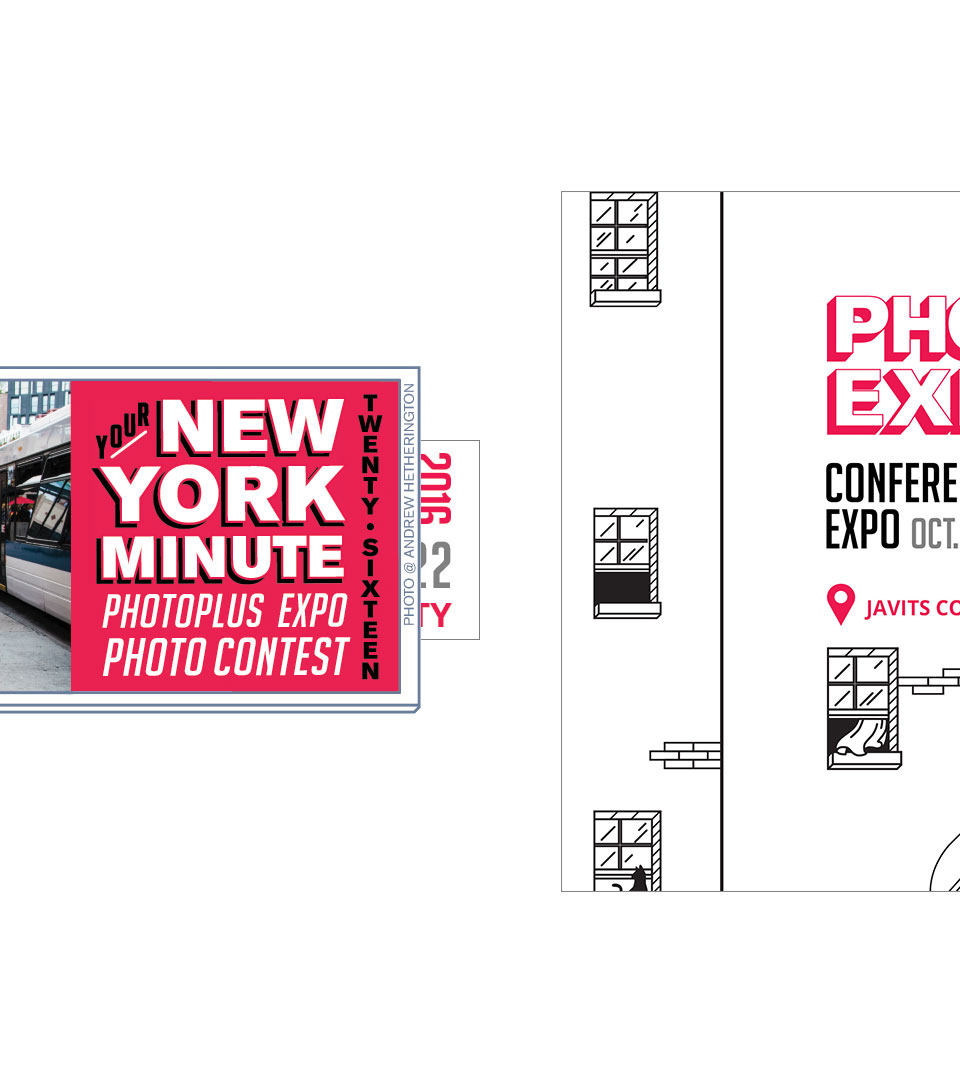 YOUR NEW
YORK
MINUTE
PHOTOPLUS EXPO
PHOTO CONTEST
TWENTY · SIXTEEN
PHOTO @ ANDREW HETHERINGTON
2016
22
TY
PHO
EX
CONFERE
EXPO OCT.
JAVITS CO